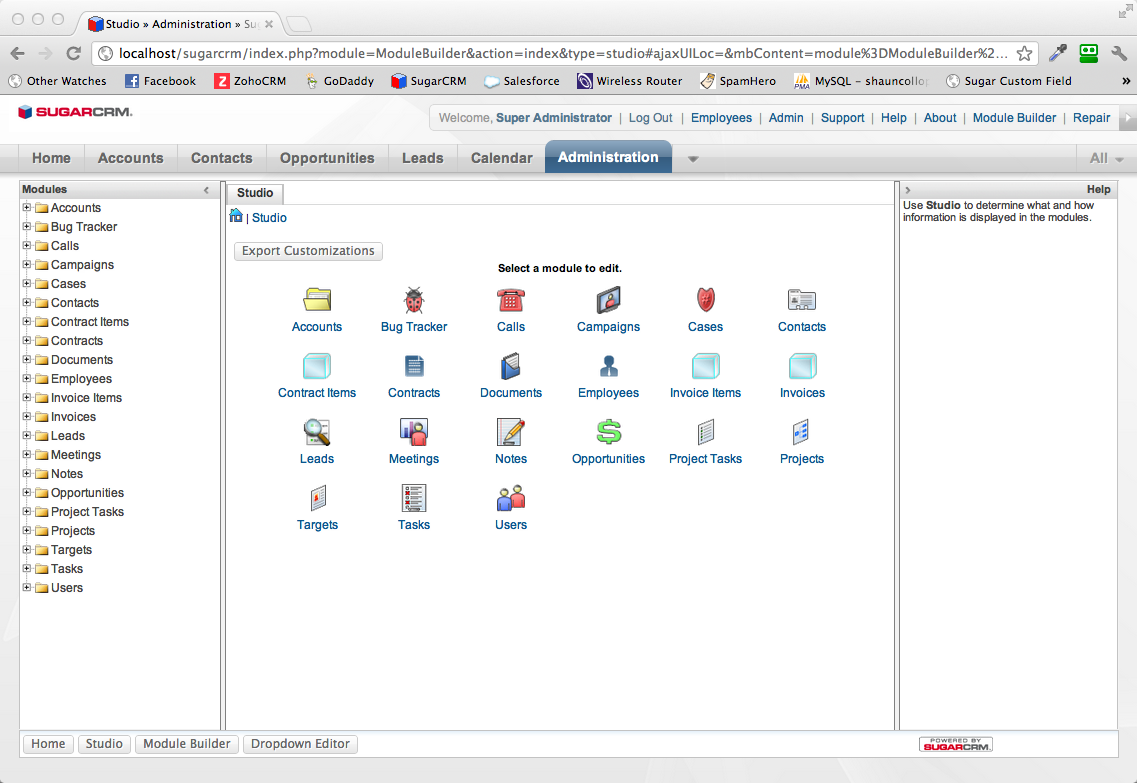 Studio » Administration » Su
localhost/sugarcrm/index.php?module=ModuleBuilder&action=index&type=studio#ajaxUILoc=&mbContent=module%3DModuleBuilder%2...
Other Watches Facebook ZohoCRM GoDaddy SugarCRM Salesforce Wireless Router SpamHero MySQL – shauncollo Sugar Custom Field »
SUGARCRM.
Welcome, Super Administrator | Log Out | Employees | Admin | Support | Help | About | Module Builder | Repair
Home Accounts Contacts Opportunities Leads Calendar Administration All
Modules
Accounts
Bug Tracker
Calls
Campaigns
Cases
Contacts
Contract Items
Contracts
Documents
Employees
Invoice Items
Invoices
Leads
Meetings
Notes
Opportunities
Project Tasks
Projects
Targets
Tasks
Users
Studio
| Studio
Export Customizations
Select a module to edit.
Accounts Bug Tracker Calls Campaigns Cases Contacts
Contract Items Contracts Documents Employees Invoice Items Invoices
Leads Meetings Notes Opportunities Project Tasks Projects
Targets Tasks Users
Help
Use Studio to determine what and how
information is displayed in the modules.
Home Studio Module Builder Dropdown Editor
POWERED BY
SUGARCRM.